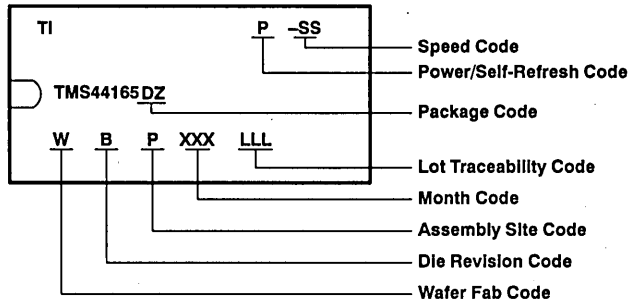 TI P -SS
Speed Code
Power/Self-Refresh Code
TMS44165DZ
Package Code
W B P XXX LLL
Lot Traceability Code
Month Code
Assembly Site Code
Die Revision Code
Wafer Fab Code